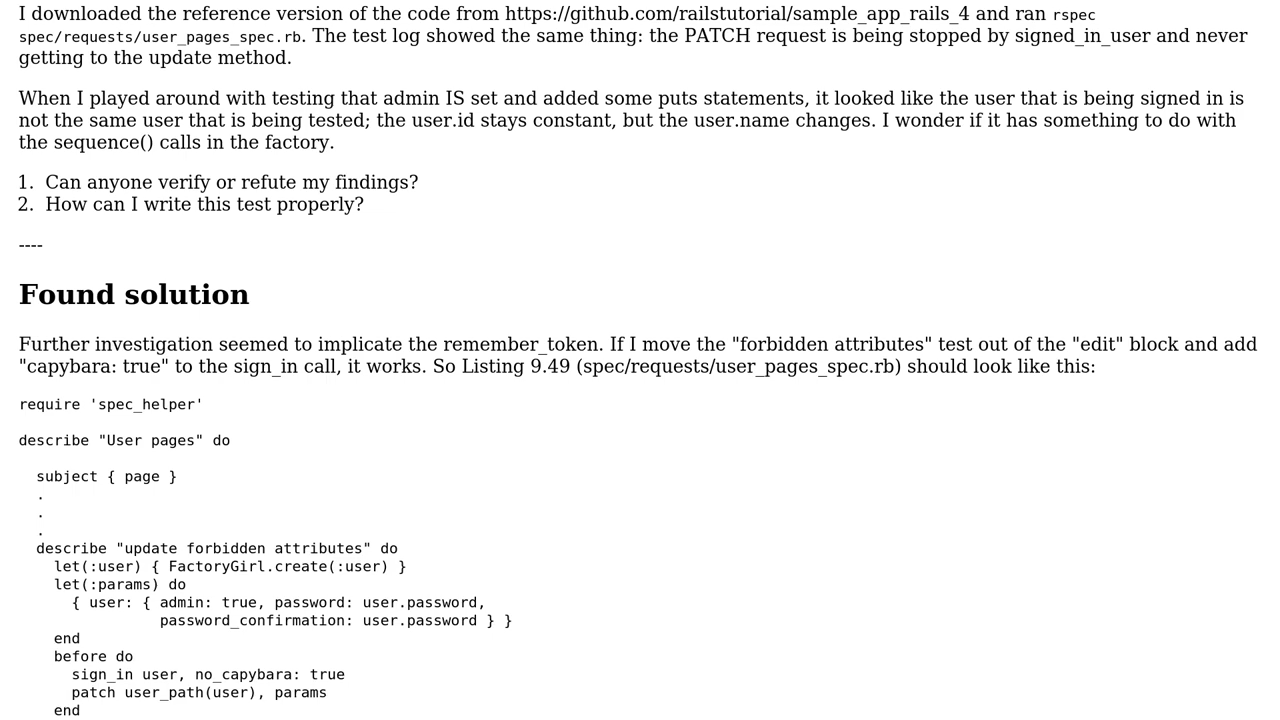 I downloaded the reference version of the code from https://github.com/railstutorial/sample_app_rails_4 and ran rspec
spec/requests/user_pages_spec.rb. The test log showed the same thing: the PATCH request is being stopped by signed_in_user and never
getting to the update method.
When I played around with testing that admin IS set and added some puts statements, it looked like the user that is being signed in is
not the same user that is being tested; the user.id stays constant, but the user.name changes. I wonder if it has something to do with
the sequence() calls in the factory.
1. Can anyone verify or refute my findings?
2. How can I write this test properly?
----
Found solution
Further investigation seemed to implicate the remember_token. If I move the "forbidden attributes" test out of the "edit" block and add
"capybara: true" to the sign_in call, it works. So Listing 9.49 (spec/requests/user_pages_spec.rb) should look like this:
require 'spec_helper'
describe "User pages" do
  subject { page }
  .
  .
  .
  describe "update forbidden attributes" do
    let(:user) { FactoryGirl.create(:user) }
    let(:params) do
      { user: { admin: true, password: user.password,
                password_confirmation: user.password } }
    end
    before do
      sign_in user, no_capybara: true
      patch user_path(user), params
    end